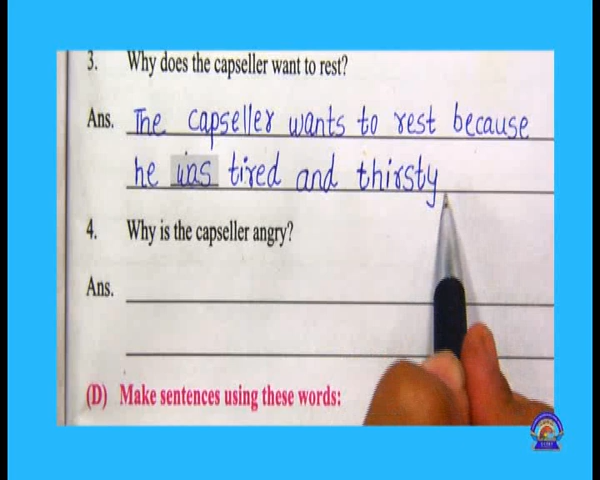 3. Why does the capseller want to rest?
Ans. The capseller wants to rest because
he was tired and thirsty
4. Why is the capseller angry?
Ans.
(D) Make sentences using these words: